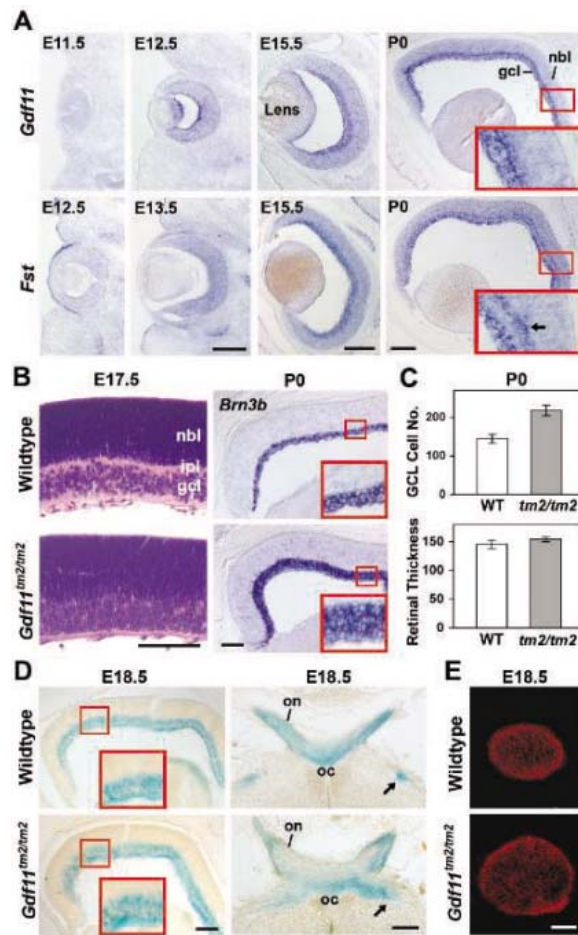 A
E11.5 E12.5 E15.5 P0
nbl
gcl
Gdf11
Lens
E12.5 E13.5 E15.5 P0
Fst
B E17.5 P0
C P0
Wildtype
nbl
ipl
gcl
Brn3b
GCL Cell No.
200
100
0
WT tm2/tm2
Gdf11tm2/tm2
Retinal Thickness
150
100
50
0
WT tm2/tm2
D E18.5 E18.5
E E18.5
Wildtype
on
oc
Wildtype
Gdf11tm2/tm2
on
oc
Gdf11tm2/tm2